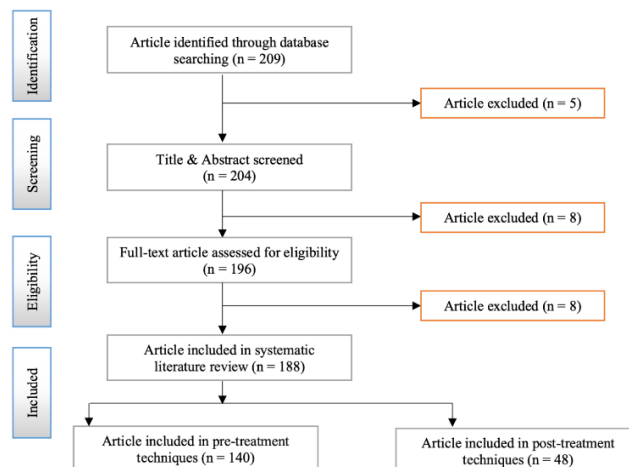 Identification
Article identified through database
searching (n = 209)
Article excluded (n = 5)
Screening
Title & Abstract screened
(n = 204)
Article excluded (n = 8)
Eligibility
Full-text article assessed for eligibility
(n = 196)
Article excluded (n = 8)
Included
Article included in systematic
literature review (n = 188)
Article included in pre-treatment
techniques (n = 140)
Article included in post-treatment
techniques (n = 48)